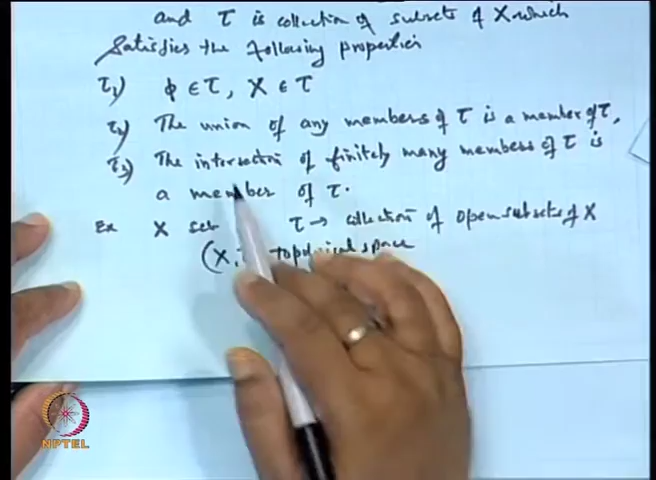 and τ is collection of subsets of X which
Satisfies the following properties
τ₁) φ ∈ τ, X ∈ τ
τ₂) The union of any members of τ is a member of τ,
τ₃) The intersection of finitely many members of τ is
a member of τ.
Ex X set τ → collection of open subsets of X
(X, topological space
NPTEL